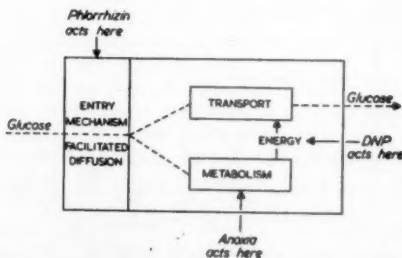 Phlorrhizin
acts here
ENTRY
MECHANISM
FACILITATED
DIFFUSION
Glucose
TRANSPORT
Glucose
ENERGY
DNP
acts here
METABOLISM
Anoxia
acts here